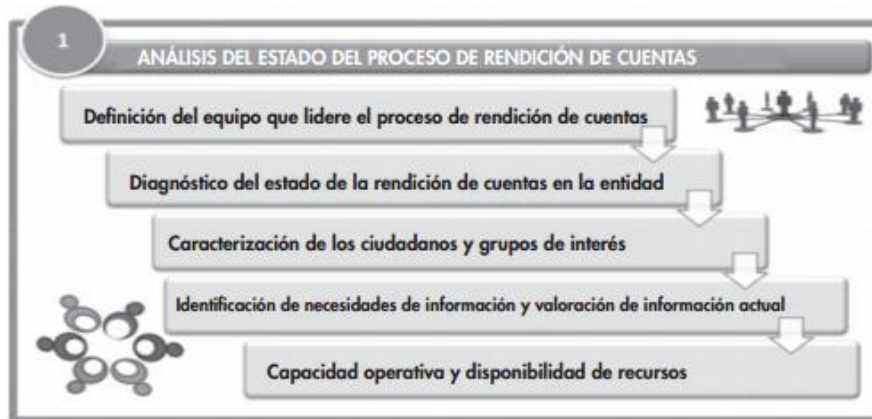 1
ANÁLISIS DEL ESTADO DEL PROCESO DE RENDICIÓN DE CUENTAS
Definición del equipo que lidere el proceso de rendición de cuentas
Diagnóstico del estado de la rendición de cuentas en la entidad
Caracterización de los ciudadanos y grupos de interés
Identificación de necesidades de información y valoración de información actual
Capacidad operativa y disponibilidad de recursos